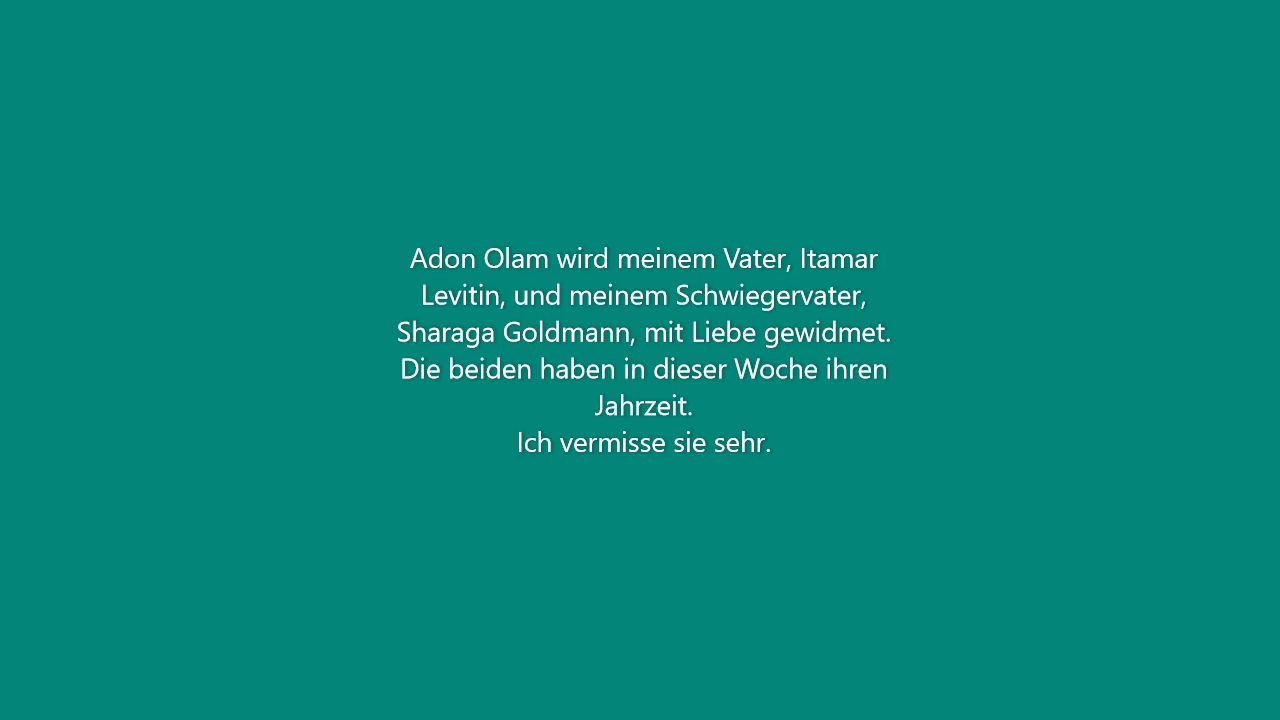 Adon Olam wird meinem Vater, Itamar
Levitin, und meinem Schwiegervater,
Sharaga Goldmann, mit Liebe gewidmet.
Die beiden haben in dieser Woche ihren
Jahrzeit.
Ich vermisse sie sehr.